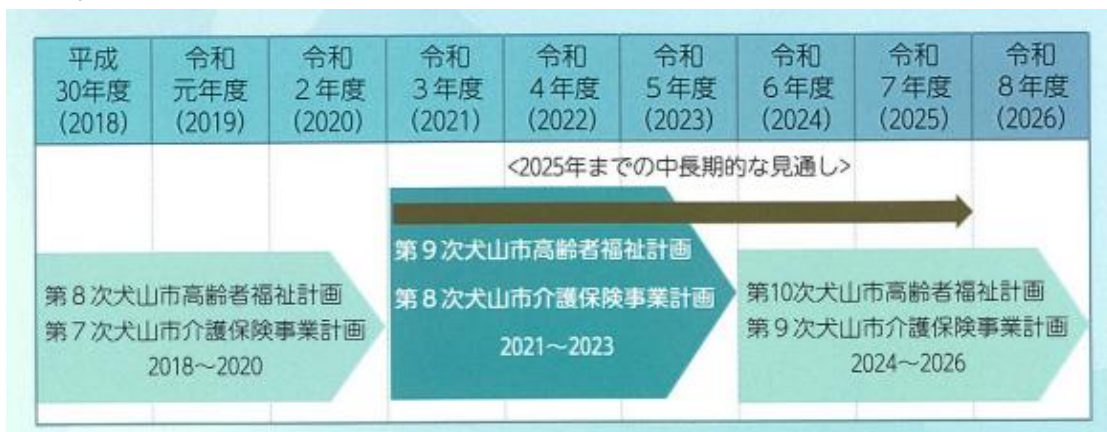 平成
30年度
(2018)
令和
元年度
(2019)
令和
2年度
(2020)
令和
3年度
(2021)
令和
4年度
(2022)
令和
5年度
(2023)
令和
6年度
(2024)
令和
7年度
(2025)
令和
8年度
(2026)
<2025年までの中長期的な見通し>
第8次犬山市高齢者福祉計画
第7次犬山市介護保険事業計画
2018～2020
第9次犬山市高齢者福祉計画
第8次犬山市介護保険事業計画
2021～2023
第10次犬山市高齢者福祉計画
第9次犬山市介護保険事業計画
2024～2026